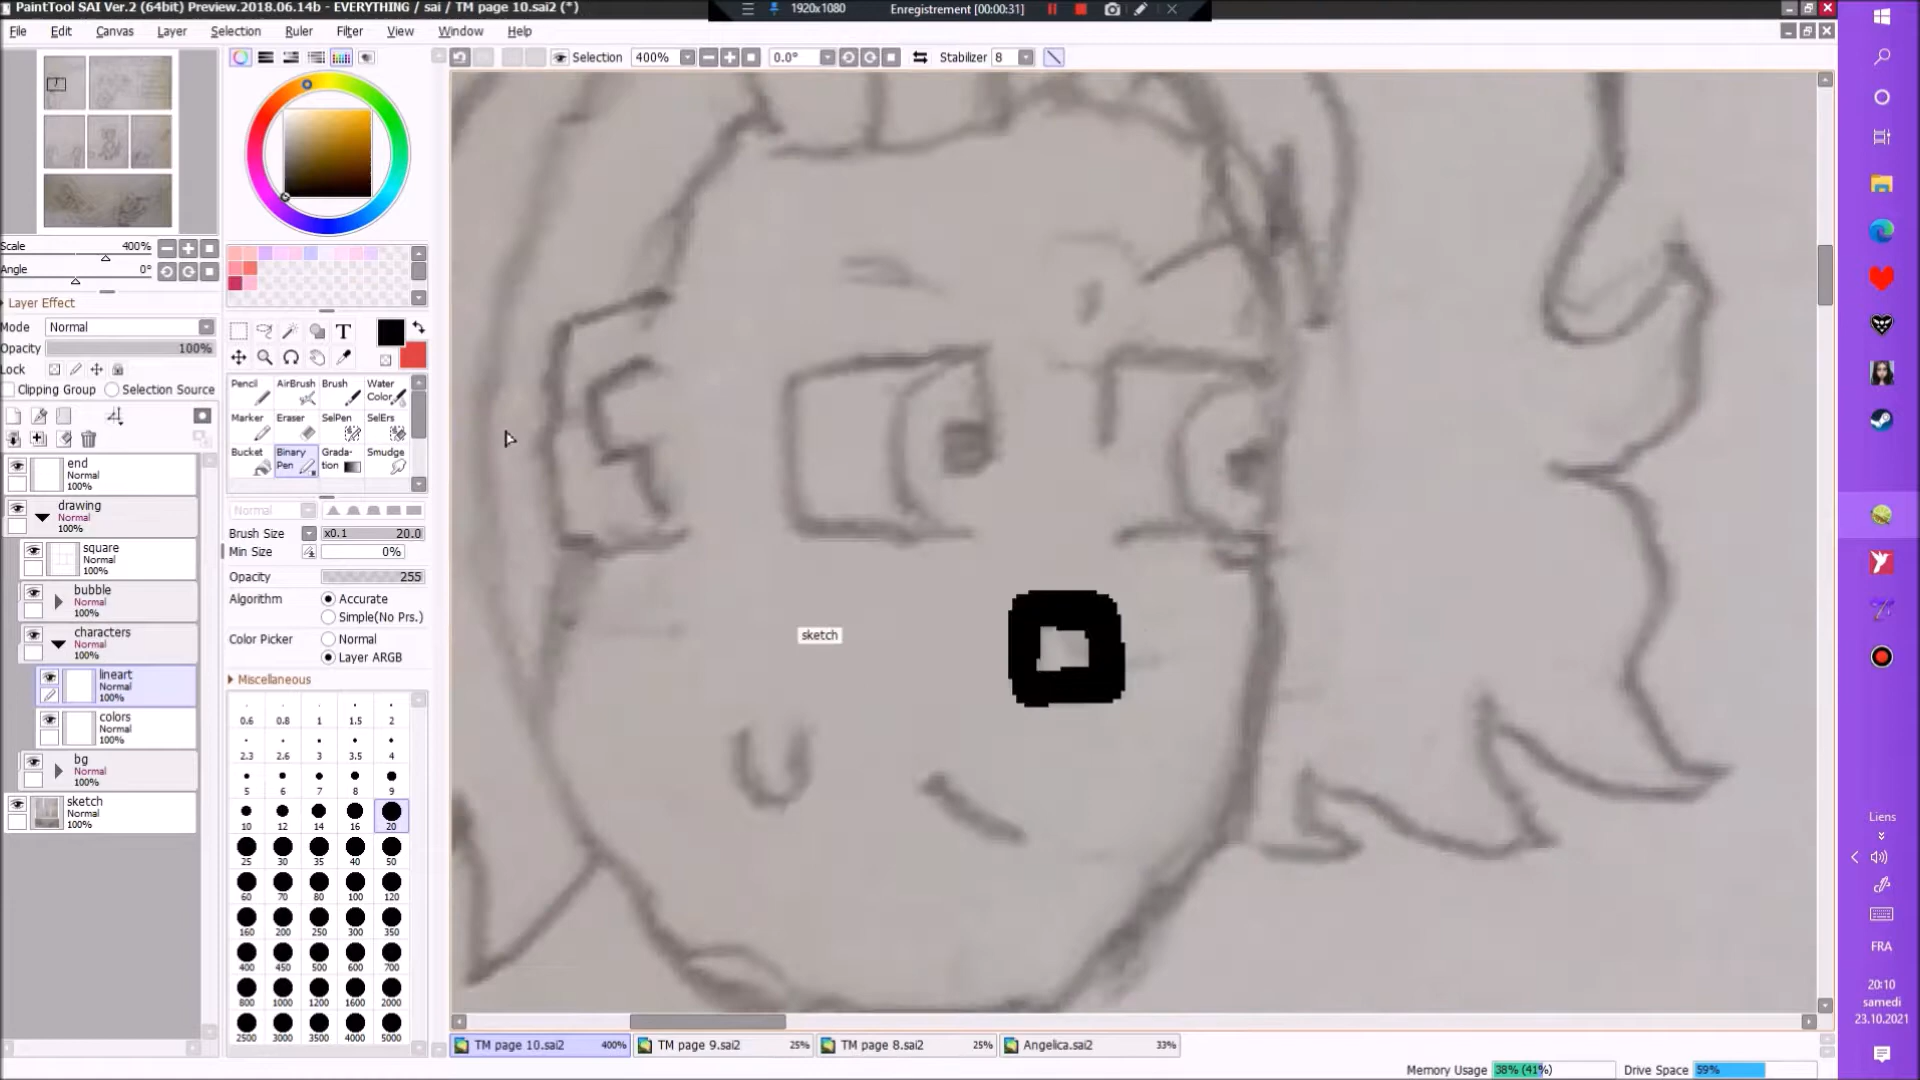 PaintTool SAI Ver.2 (64bit) Preview.2018.06.14b - EVERYTHING / sai / TM page 10.sai2 (*)
1920x1080 Enregistrement [00:00:31]
File Edit Canvas Layer Selection Ruler Filter View Window Help
Selection 400% 0.0° Stabilizer 8
Scale 400%
Angle 0°
Layer Effect
Mode Normal
Opacity 100%
Lock
Clipping Group Selection Source
end
Normal
100%
drawing
Normal
100%
square
Normal
100%
bubble
Normal
100%
characters
Normal
100%
lineart
Normal
100%
colors
Normal
100%
bg
Normal
100%
sketch
Normal
100%
T
Pencil AirBrush Brush Water Color
Marker Eraser SelPen SelErs
Bucket Binary Pen Grada-tion Smudge
Normal
Brush Size x0.1 20.0
Min Size 0%
Opacity 255
Algorithm Accurate
Simple(No Prs.)
Color Picker Normal
Layer ARGB
Miscellaneous
0.6 0.8 1 1.5 2
2.3 2.6 3 3.5 4
5 6 7 8 9
10 12 14 16 20
25 30 35 40 50
60 70 80 100 120
160 200 250 300 350
400 450 500 600 700
800 1000 1200 1600 2000
2500 3000 3500 4000 5000
sketch
TM page 10.sai2 400% TM page 9.sai2 25% TM page 8.sai2 25% Angelica.sai2 33%
Memory Usage 38% (41%) Drive Space 59%
Liens
FRA
20:10
samedi
23.10.2021